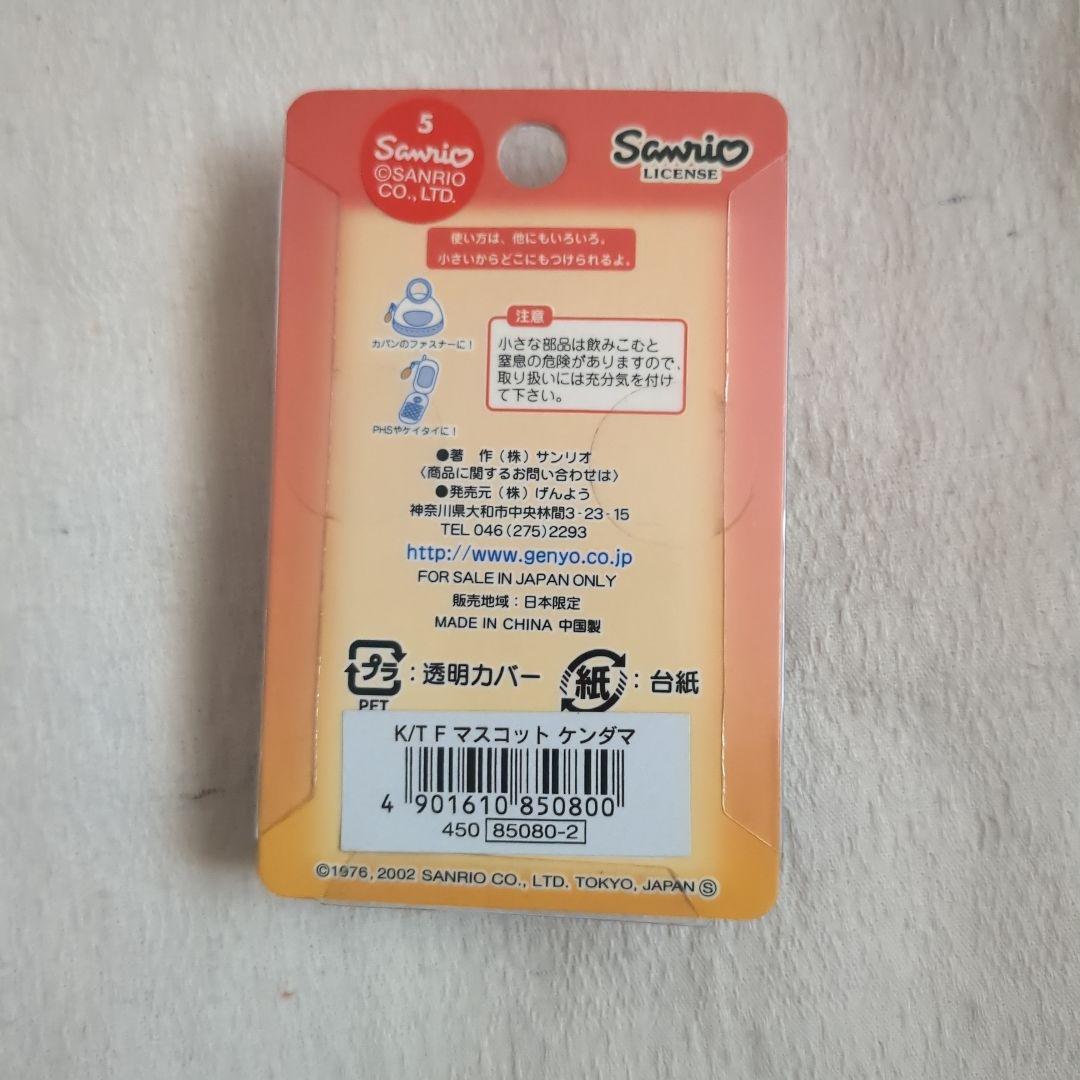 5
Sanrio
©SANRIO
CO., LTD.
Sanrio
LICENSE
使い方は、他にもいろいろ。
小さいからどこにもつけられるよ。
カバンのファスナーに！
PHSやケイタイに！
注意
小さな部品は飲みこむと
窒息の危険がありますので、
取り扱いには充分気を付け
て下さい。
●著 作（株）サンリオ
〈商品に関するお問い合わせは〉
●発売元（株）げんよう
神奈川県大和市中央林間3-23-15
TEL 046(275)2293
http://www.genyo.co.jp
FOR SALE IN JAPAN ONLY
販売地域：日本限定
MADE IN CHINA 中国製
プラ：透明カバー
PET
紙：台紙
K/T F マスコット ケンダマ
4 901610 850800
450 85080-2
©1976, 2002 SANRIO CO., LTD. TOKYO, JAPAN Ⓢ